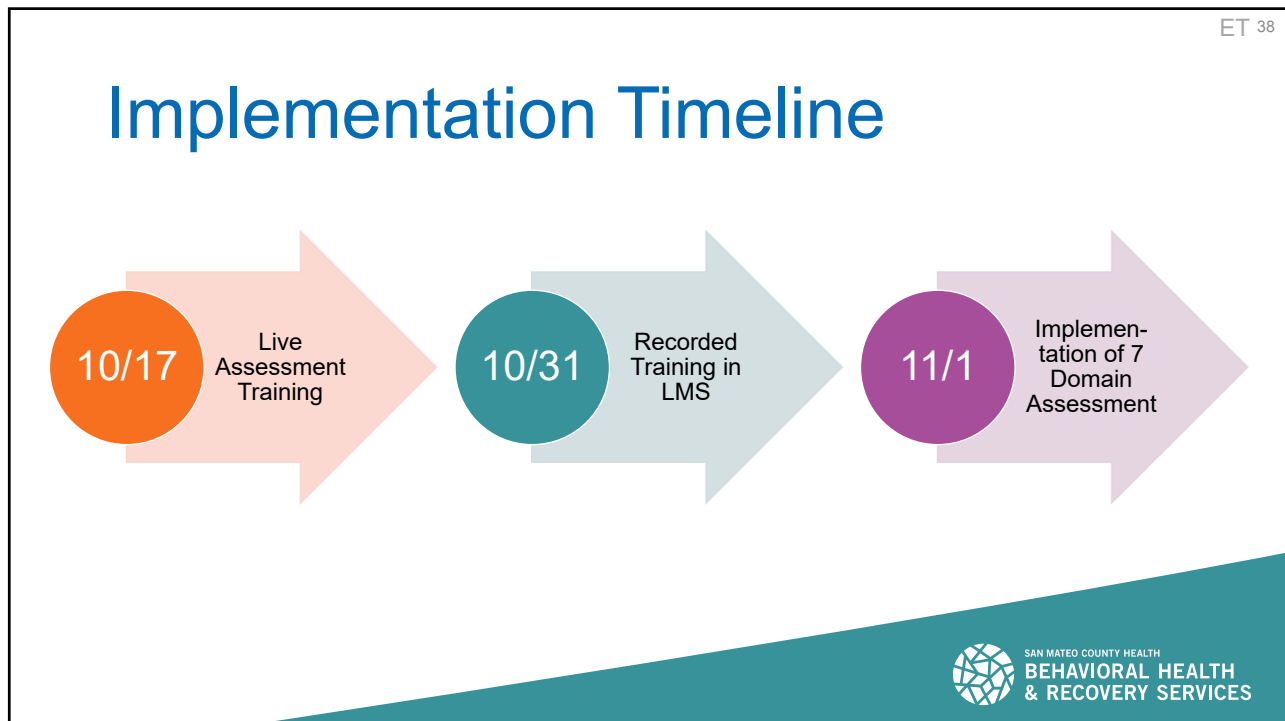 ET 38
Implementation Timeline
10/17
Live
Assessment
Training
10/31
Recorded
Training in
LMS
11/1
Implemen-
tation of 7
Domain
Assessment
SAN MATEO COUNTY HEALTH
BEHAVIORAL HEALTH
& RECOVERY SERVICES